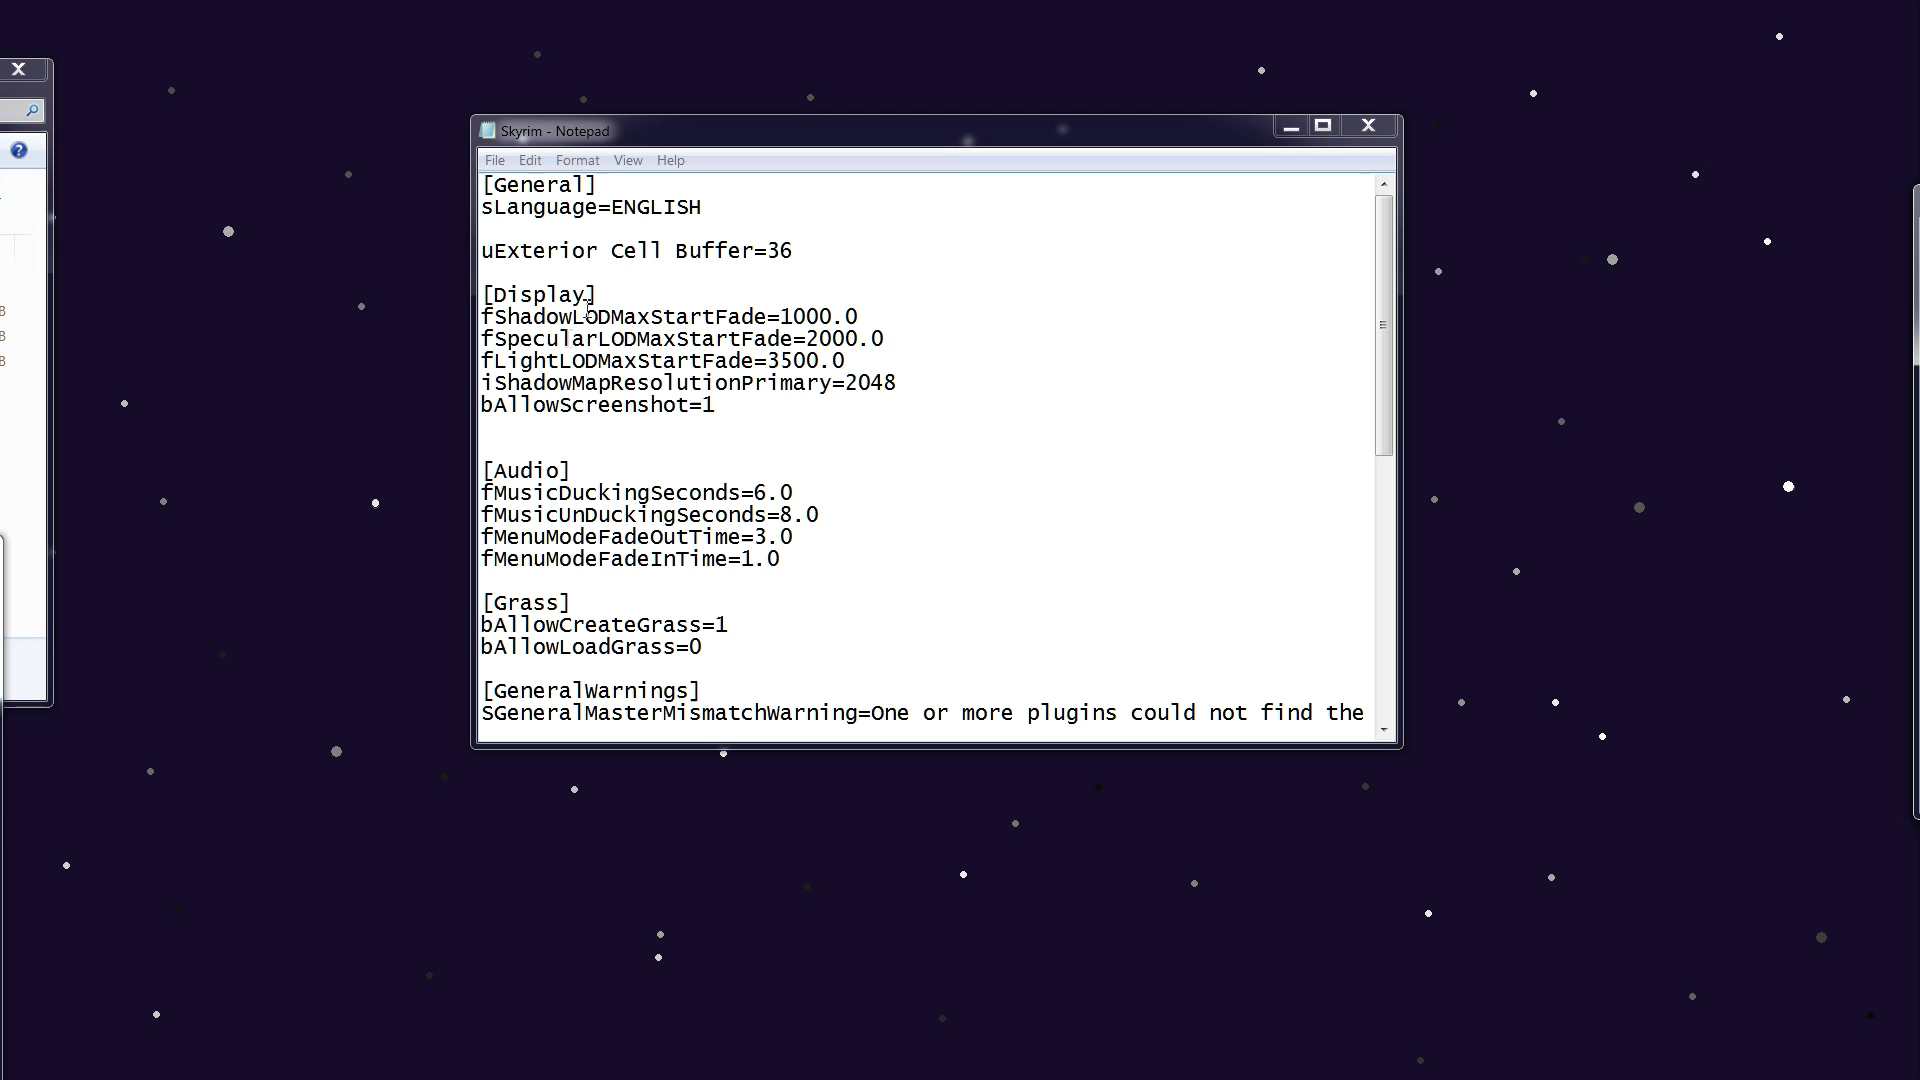 Skyrim - Notepad
File Edit Format View Help
[General]
sLanguage=ENGLISH
uExterior Cell Buffer=36
[Display]
fShadowLODMaxStartFade=1000.0
fSpecularLODMaxStartFade=2000.0
fLightLODMaxStartFade=3500.0
iShadowMapResolutionPrimary=2048
bAllowScreenshot=1
[Audio]
fMusicDuckingSeconds=6.0
fMusicUnDuckingSeconds=8.0
fMenuModeFadeOutTime=3.0
fMenuModeFadeInTime=1.0
[Grass]
bAllowCreateGrass=1
bAllowLoadGrass=0
[GeneralWarnings]
SGeneralMasterMismatchWarning=One or more plugins could not find the
B
B
B